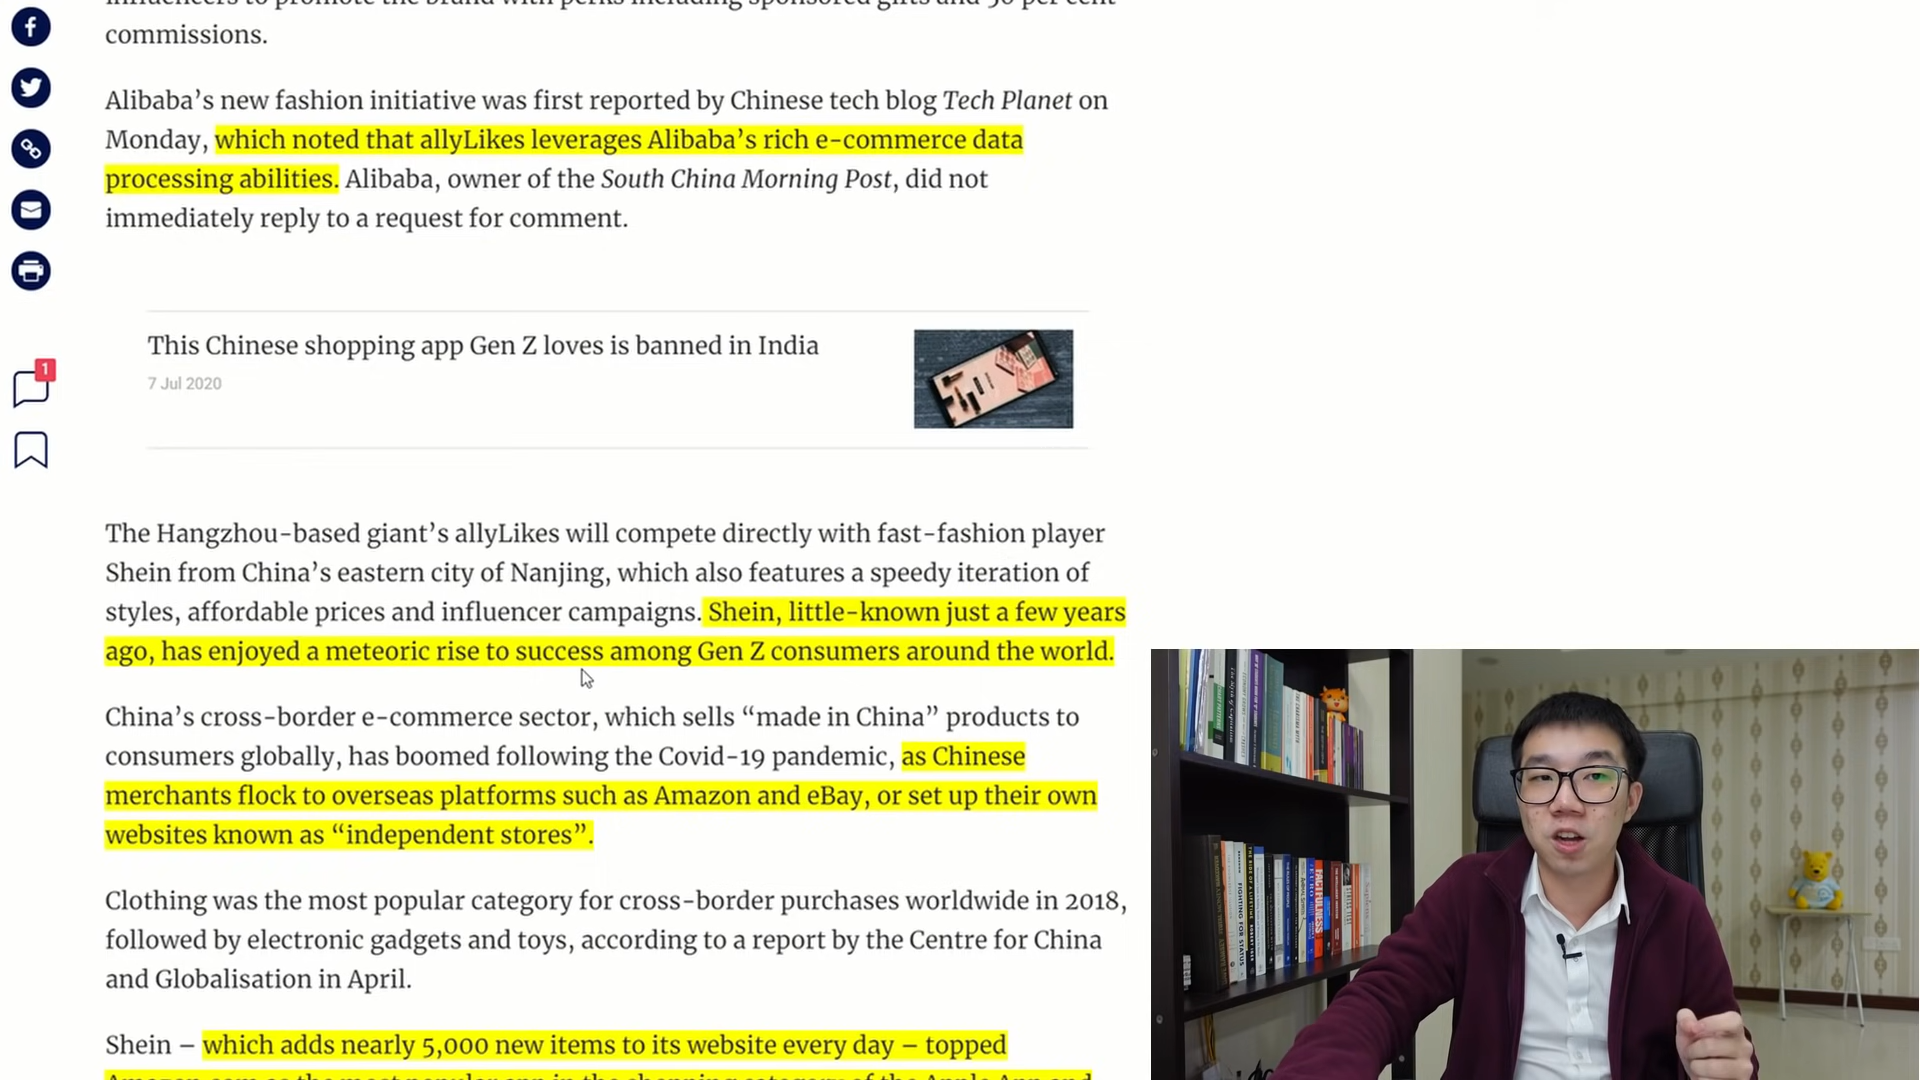 commissions.
Alibaba’s new fashion initiative was first reported by Chinese tech blog Tech Planet on
Monday, which noted that allyLikes leverages Alibaba’s rich e-commerce data
processing abilities. Alibaba, owner of the South China Morning Post, did not
immediately reply to a request for comment.
This Chinese shopping app Gen Z loves is banned in India
7 Jul 2020
1
The Hangzhou-based giant’s allyLikes will compete directly with fast-fashion player
Shein from China’s eastern city of Nanjing, which also features a speedy iteration of
styles, affordable prices and influencer campaigns. Shein, little-known just a few years
ago, has enjoyed a meteoric rise to success among Gen Z consumers around the world.
China’s cross-border e-commerce sector, which sells “made in China” products to
consumers globally, has boomed following the Covid-19 pandemic, as Chinese
merchants flock to overseas platforms such as Amazon and eBay, or set up their own
websites known as “independent stores”.
Clothing was the most popular category for cross-border purchases worldwide in 2018,
followed by electronic gadgets and toys, according to a report by the Centre for China
and Globalisation in April.
Shein – which adds nearly 5,000 new items to its website every day – topped
FIGHTING FOR STATUS
FACTFULNESS